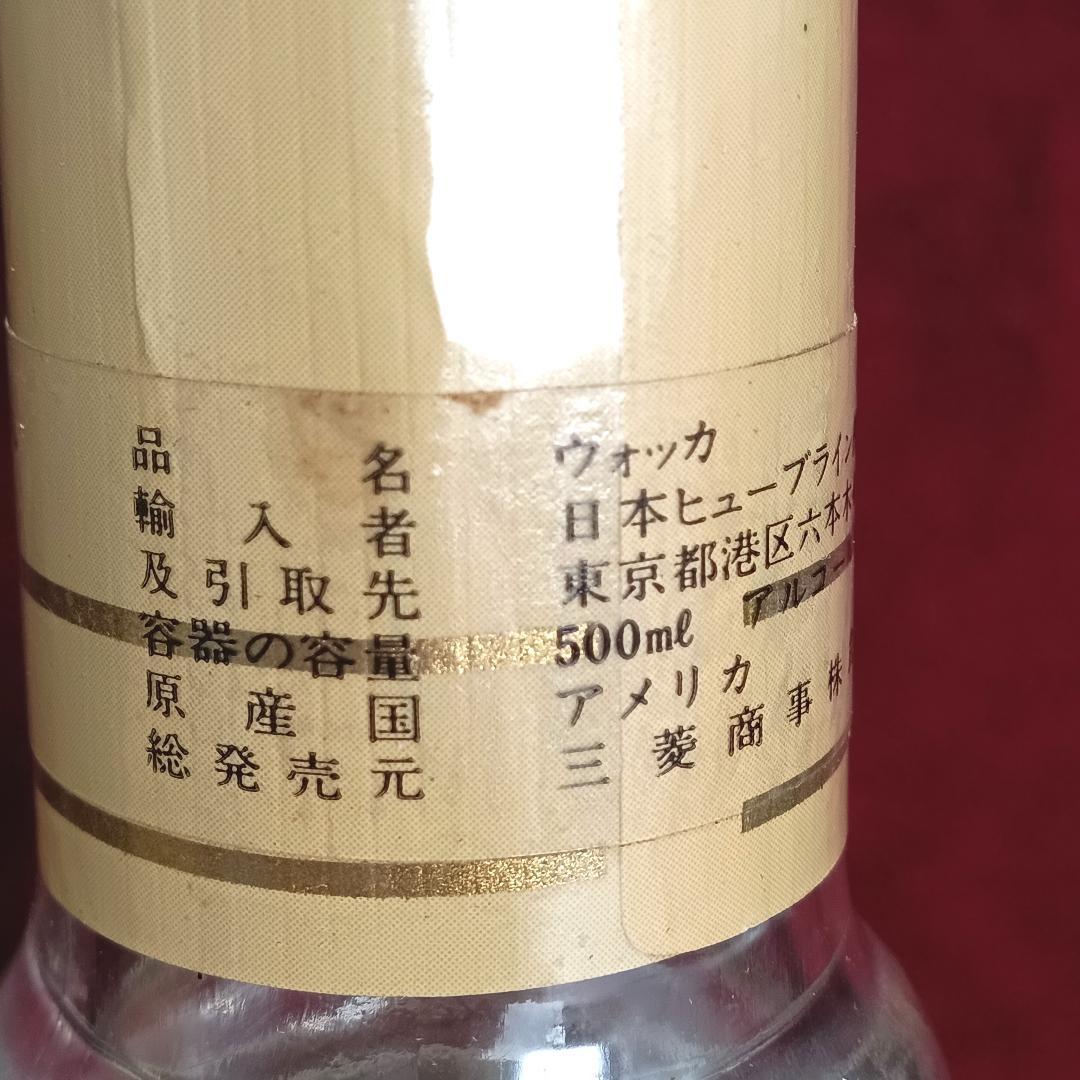 品名 ウォッカ
輸入者 日本ヒューブライン
及引取先 東京都港区六本木
容器の容量 500mℓ アルコー
原産国 アメリカ
総発売元 三菱商事株